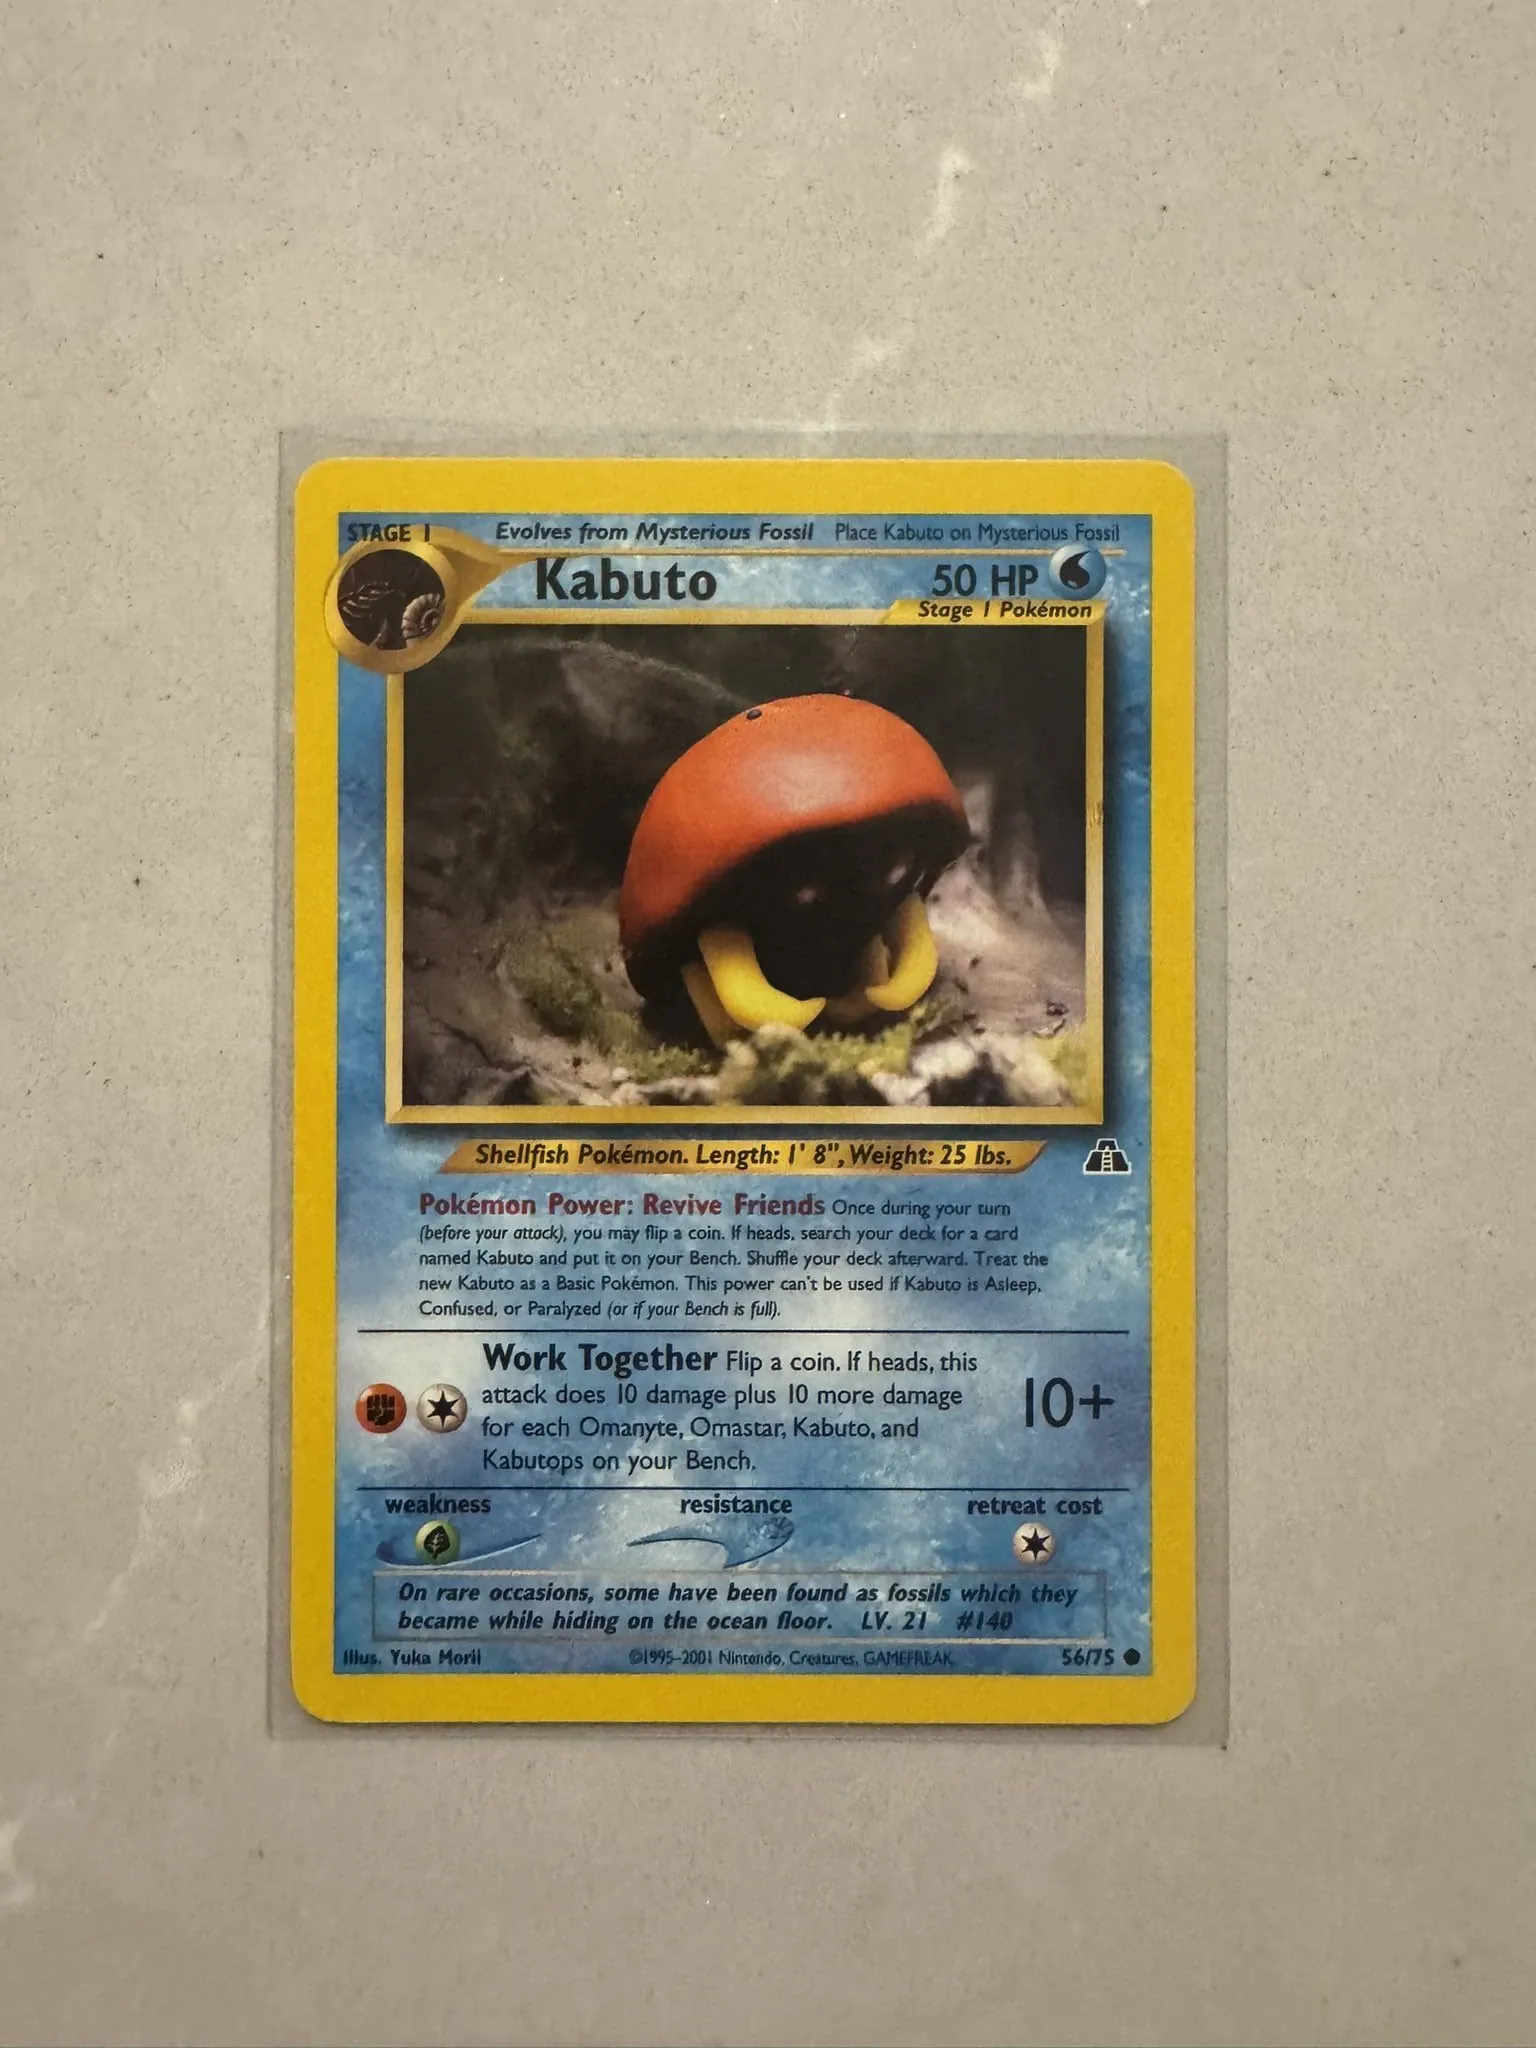 STAGE 1 Evolves from Mysterious Fossil Place Kabuto on Mysterious Fossil
Kabuto 50 HP
Stage 1 Pokémon
Shellfish Pokémon. Length: 1' 8", Weight: 25 lbs.
Pokémon Power: Revive Friends Once during your turn
(before your attack), you may flip a coin. If heads, search your deck for a card
named Kabuto and put it on your Bench. Shuffle your deck afterward. Treat the
new Kabuto as a Basic Pokémon. This power can't be used if Kabuto is Asleep,
Confused, or Paralyzed (or if your Bench is full).
Work Together Flip a coin. If heads, this
attack does 10 damage plus 10 more damage
for each Omanyte, Omastar, Kabuto, and
Kabutops on your Bench.
10+
weakness resistance retreat cost
On rare occasions, some have been found as fossils which they
became while hiding on the ocean floor. LV. 21 #140
Illus. Yuka Morii ©1995-2001 Nintendo, Creatures, GAMEFREAK. 56/75